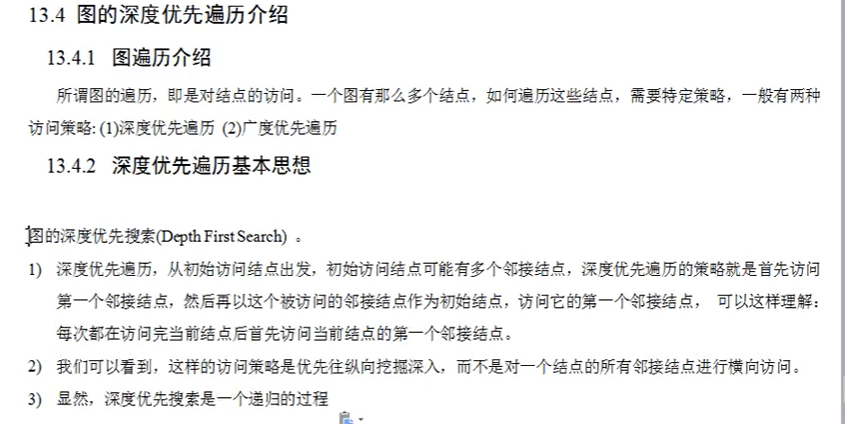 13.4 图的深度优先遍历介绍
13.4.1 图遍历介绍
所谓图的遍历，即是对结点的访问。一个图有那么多个结点，如何遍历这些结点，需要特定策略，一般有两种
访问策略: (1)深度优先遍历 (2)广度优先遍历
13.4.2 深度优先遍历基本思想
图的深度优先搜索(Depth First Search) 。
1) 深度优先遍历，从初始访问结点出发，初始访问结点可能有多个邻接结点，深度优先遍历的策略就是首先访问
第一个邻接结点，然后再以这个被访问的邻接结点作为初始结点，访问它的第一个邻接结点， 可以这样理解：
每次都在访问完当前结点后首先访问当前结点的第一个邻接结点。
2) 我们可以看到，这样的访问策略是优先往纵向挖掘深入，而不是对一个结点的所有邻接结点进行横向访问。
3) 显然，深度优先搜索是一个递归的过程